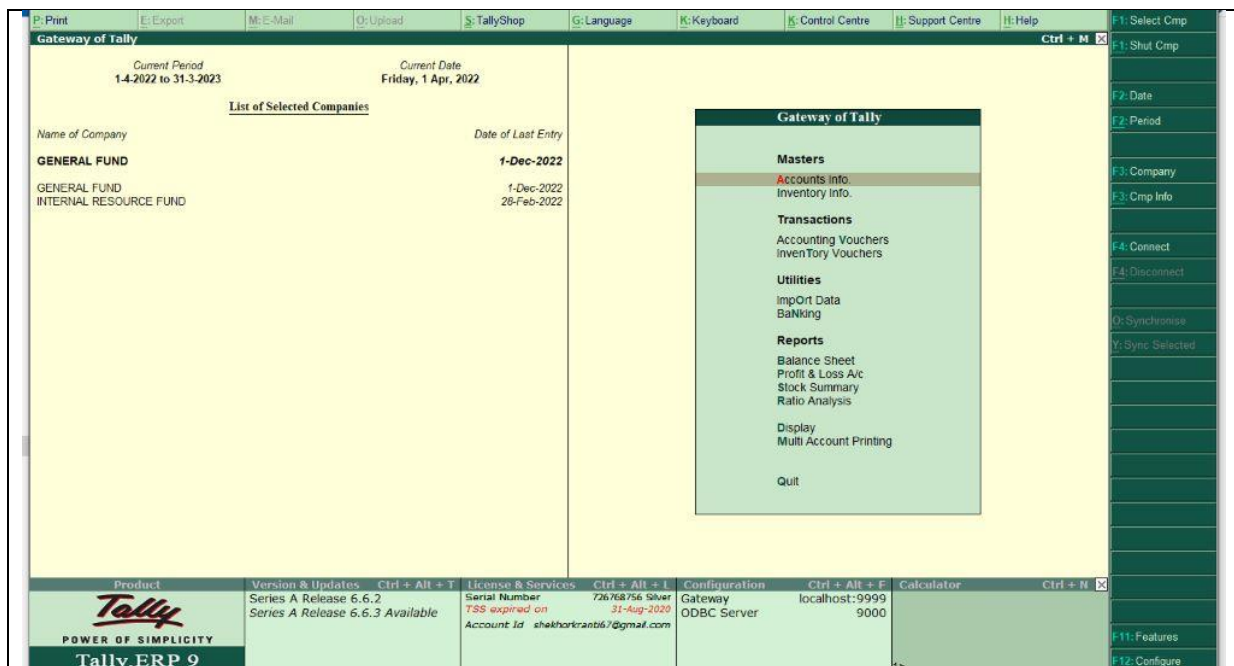 P: Print E: Export M: E-Mail O: Upload S: TallyShop G: Language K: Keyboard K: Control Centre H: Support Centre H: Help
Gateway of Tally Ctrl + M
Current Period Current Date
1-4-2022 to 31-3-2023 Friday, 1 Apr, 2022
List of Selected Companies
Name of Company Date of Last Entry
GENERAL FUND 1-Dec-2022
GENERAL FUND 1-Dec-2022
INTERNAL RESOURCE FUND 28-Feb-2022
Gateway of Tally
Masters
Accounts Info.
Inventory Info.
Transactions
Accounting Vouchers
InvenTory Vouchers
Utilities
ImpOrt Data
BaNking
Reports
Balance Sheet
Profit & Loss A/c
Stock Summary
Ratio Analysis
Display
Multi Account Printing
Quit
F1: Select Cmp
F1: Shut Cmp
F2: Date
F2: Period
F3: Company
F3: Cmp Info
F4: Connect
F4: Disconnect
O: Synchronise
Y: Sync Selected
F11: Features
F12: Configure
Product
Tally
POWER OF SIMPLICITY
Tally.ERP 9
Version & Updates Ctrl + Alt + T
Series A Release 6.6.2
Series A Release 6.6.3 Available
License & Services Ctrl + Alt + L
Serial Number 726768756 Silver
TSS expired on 31-Aug-2020
Account Id shekhorkranti67@gmail.com
Configuration Ctrl + Alt + F
Gateway localhost:9999
ODBC Server 9000
Calculator Ctrl + N